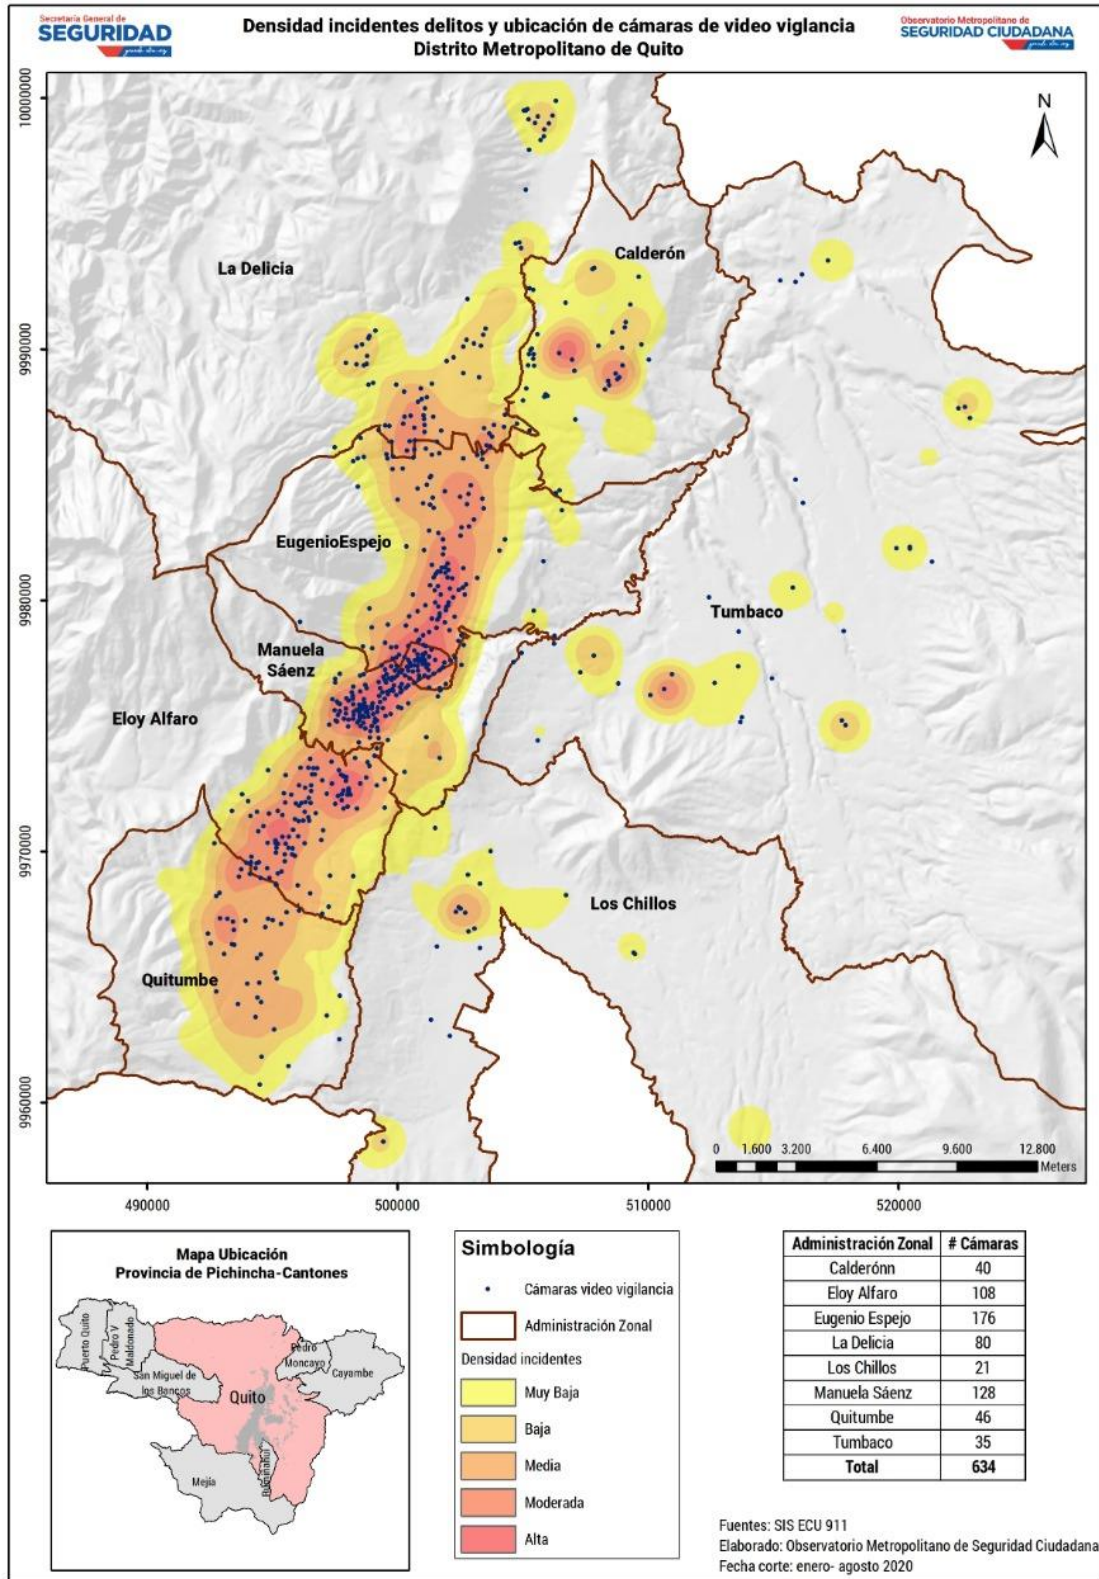 Secretaría General de
SEGURIDAD
Densidad incidentes delitos y ubicación de cámaras de video vigilancia
Distrito Metropolitano de Quito
Observatorio Metropolitano de
SEGURIDAD CIUDADANA
10000000
9990000
9980000
9970000
9960000
N
La Delicia
Calderón
EugenioEspejo
Manuela
Sáenz
Tumbaco
Eloy Alfaro
Los Chillos
Quitumbe
0 1.600 3.200 6.400 9.600 12.800
Meters
490000 500000 510000 520000
Mapa Ubicación
Provincia de Pichincha-Cantones
Puerto Quito
Pedro V
Maldonado
San Miguel de
los Bancos
Quito
Pedro
Moncayo
Cayambe
Mejía
Rumiñahui
Simbología
Cámaras video vigilancia
Administración Zonal
Densidad incidentes
Muy Baja
Baja
Media
Moderada
Alta
Administración Zonal # Cámaras
Calderónn 40
Eloy Alfaro 108
Eugenio Espejo 176
La Delicia 80
Los Chillos 21
Manuela Sáenz 128
Quitumbe 46
Tumbaco 35
Total 634
Fuentes: SIS ECU 911
Elaborado: Observatorio Metropolitano de Seguridad Ciudadana
Fecha corte: enero- agosto 2020